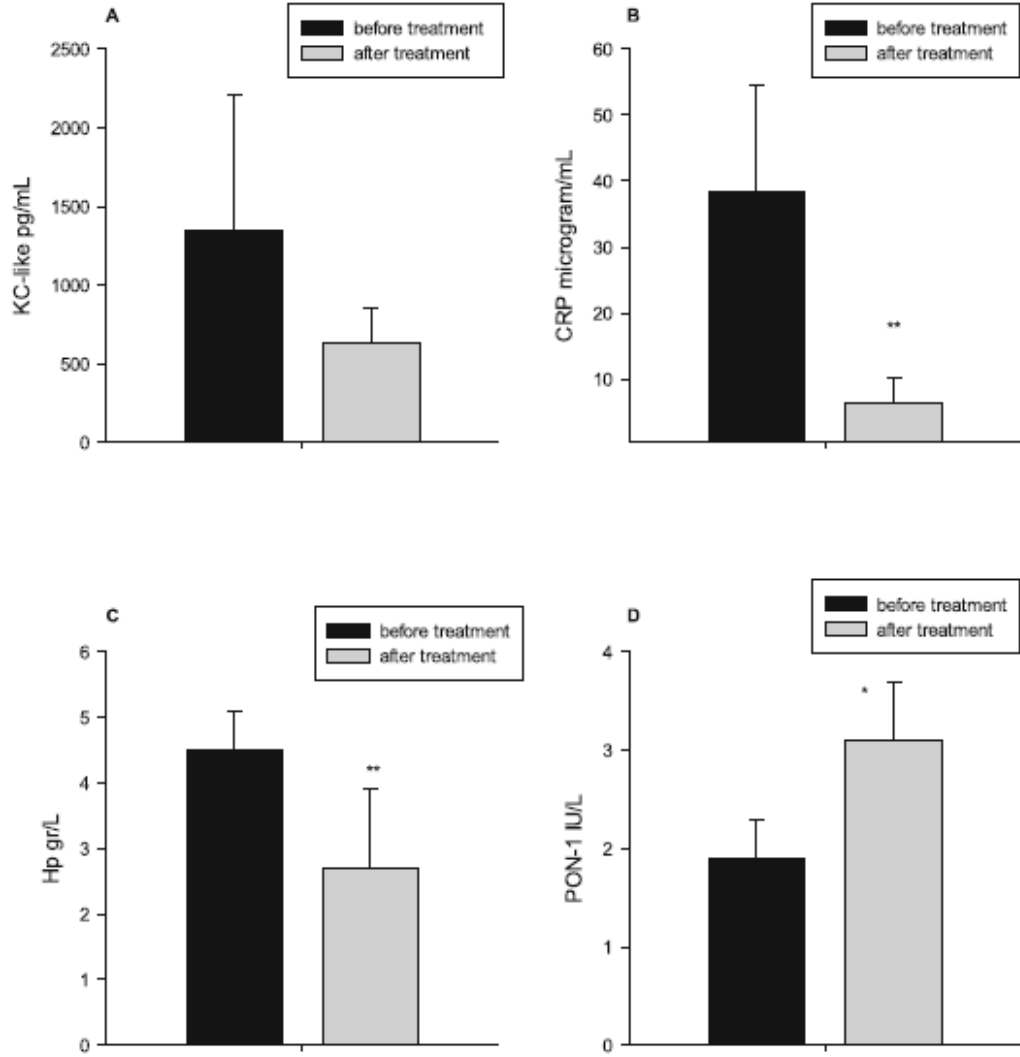 A
before treatment
after treatment
2500
2000
1500
1000
500
0
KC-like pg/mL
B
before treatment
after treatment
60
50
40
30
20
10
CRP microgram/mL
**
C
before treatment
after treatment
6
5
4
3
2
1
0
Hp gr/L
**
D
before treatment
after treatment
4
3
2
1
0
PON-1 IU/L
*